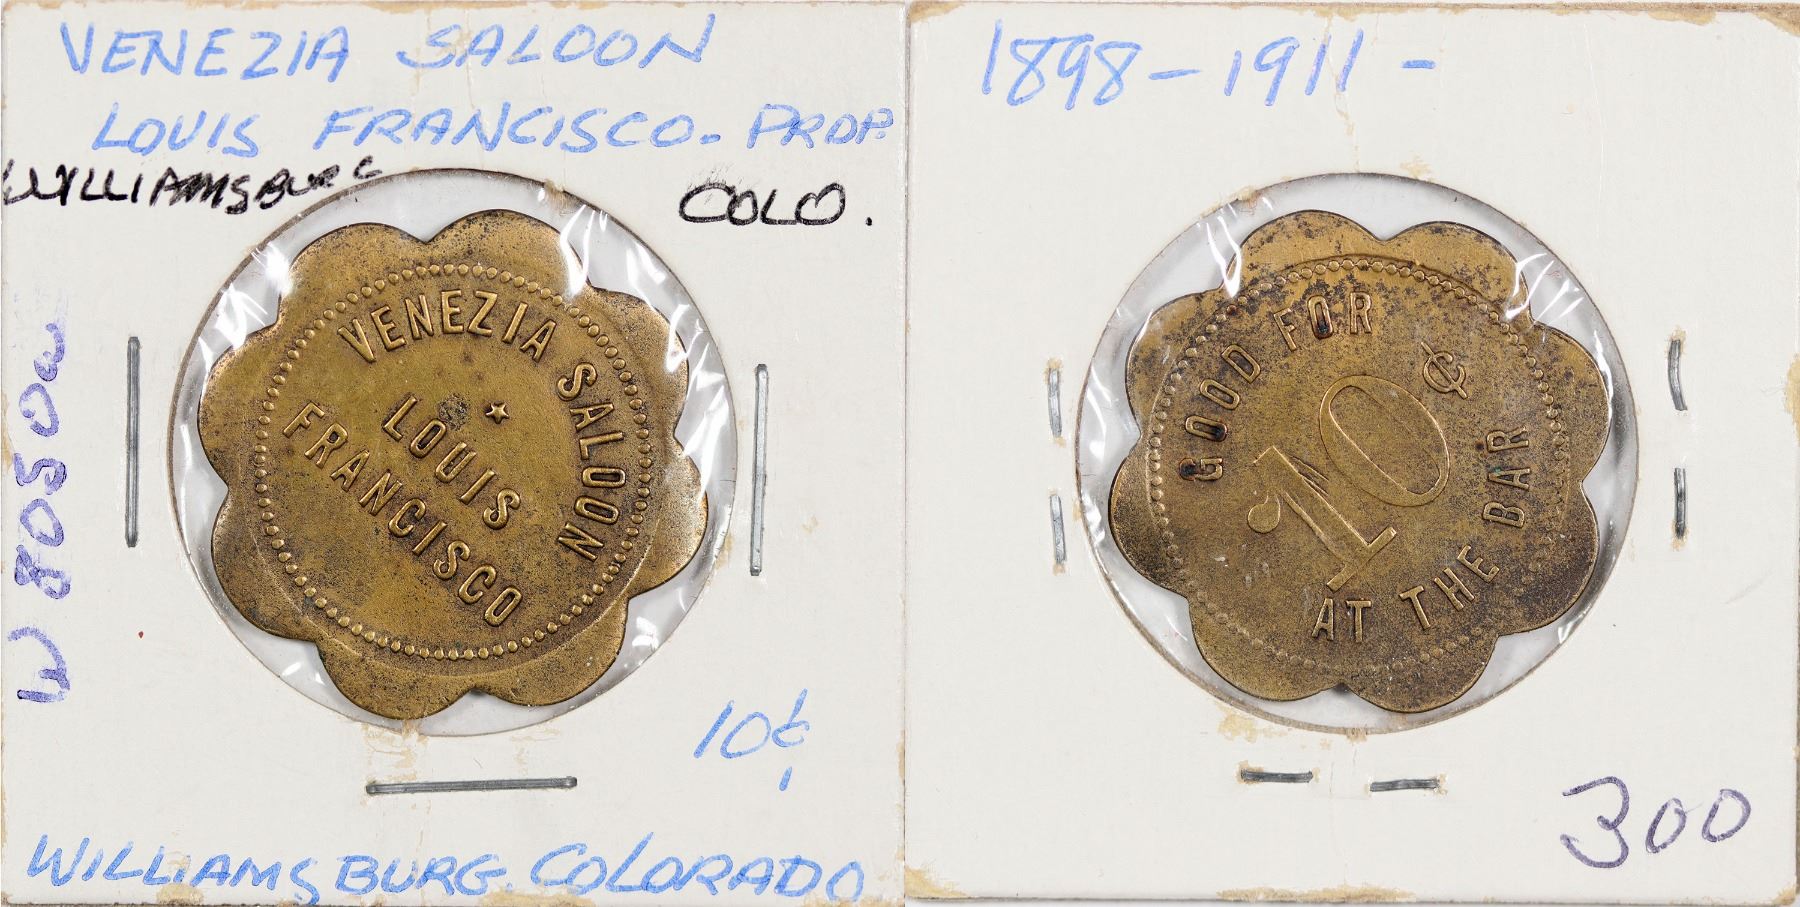 VENEZIA SALOON
LOUIS FRANCISCO. PROP.
WILLIAMSBURG COLO.
W 8050
VENEZIA SALOON
LOUIS
FRANCISCO
10¢
WILLIAMSBURG. COLORADO
1898-1911-
GOOD FOR
10¢
AT THE BAR
300